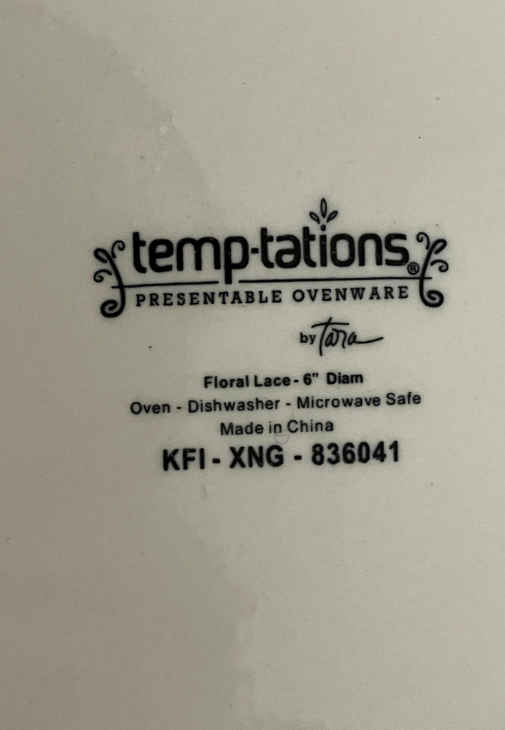 temp-tations®
PRESENTABLE OVENWARE
by Tara
Floral Lace - 6" Diam
Oven - Dishwasher - Microwave Safe
Made in China
KFI - XNG - 836041